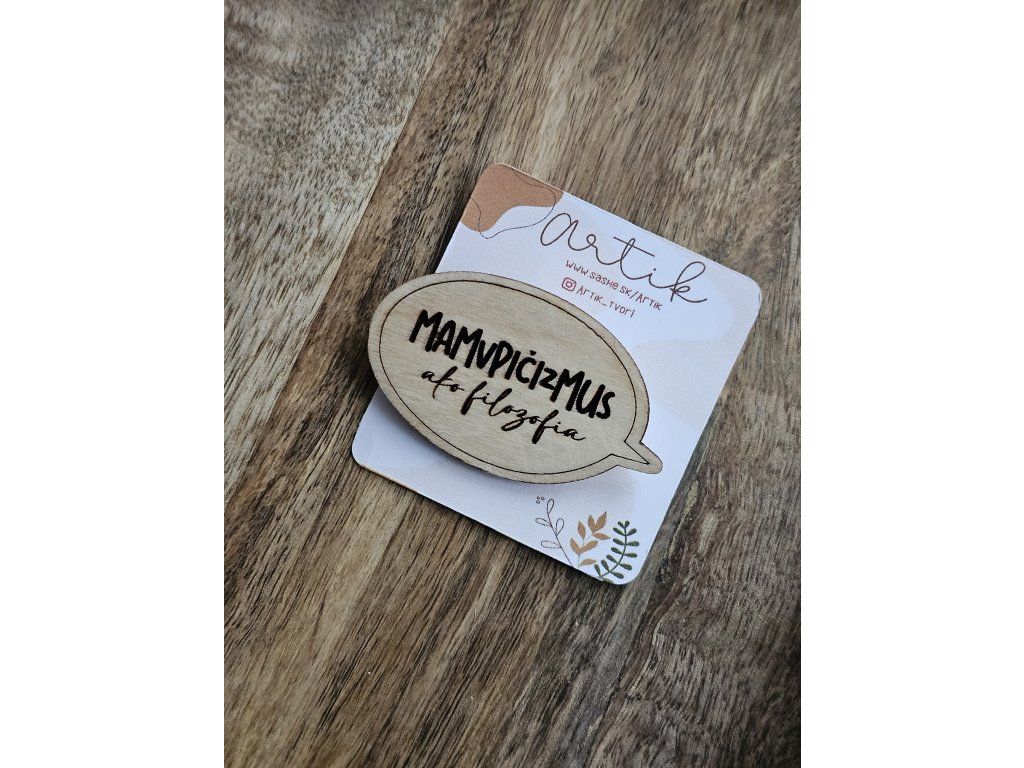 artik
www.sashe.sk/Artik
Artik_tvori
MAMvPIČIZMUS
ako filozofia